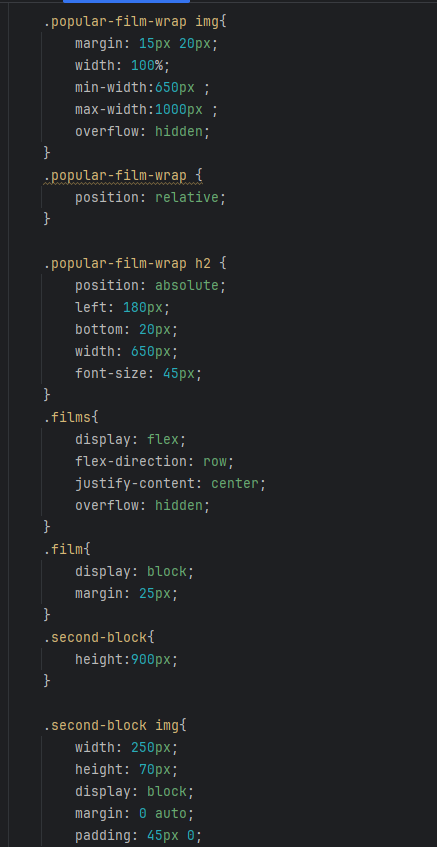 .popular-film-wrap img{
    margin: 15px 20px;
    width: 100%;
    min-width:650px ;
    max-width:1000px ;
    overflow: hidden;
}
.popular-film-wrap {
    position: relative;
}

.popular-film-wrap h2 {
    position: absolute;
    left: 180px;
    bottom: 20px;
    width: 650px;
    font-size: 45px;
}
.films{
    display: flex;
    flex-direction: row;
    justify-content: center;
    overflow: hidden;
}
.film{
    display: block;
    margin: 25px;
}
.second-block{
    height:900px;
}

.second-block img{
    width: 250px;
    height: 70px;
    display: block;
    margin: 0 auto;
    padding: 45px 0;